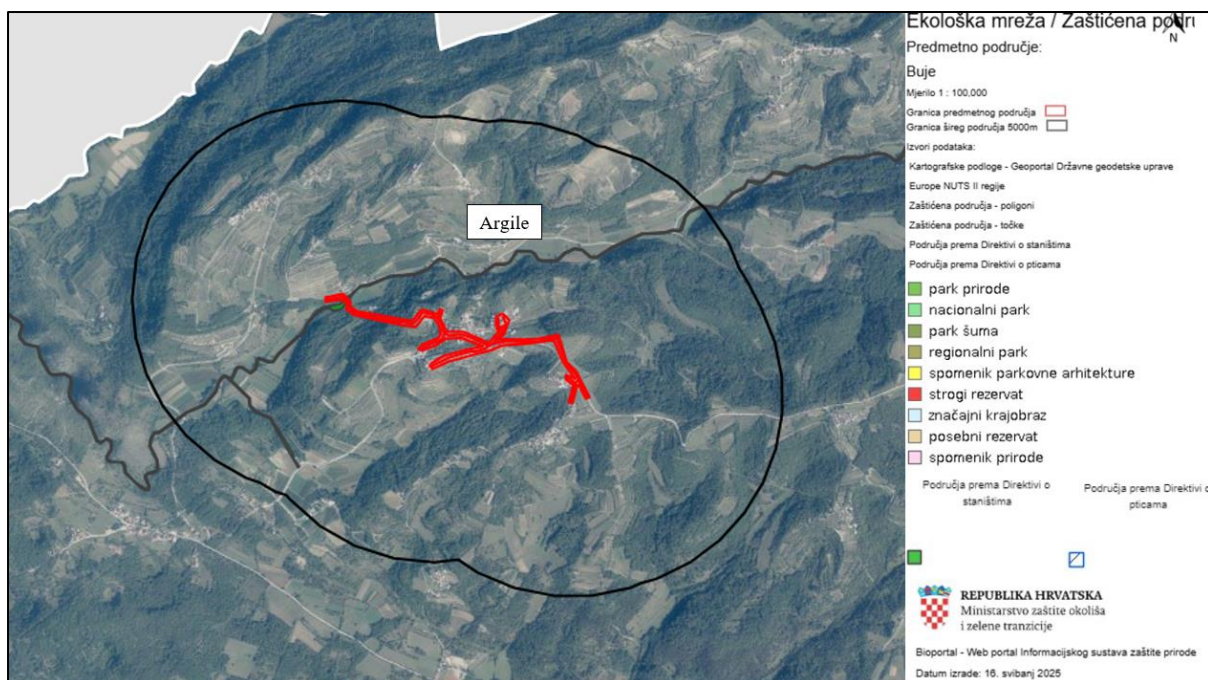 Argile
Ekološka mreža / Zaštićena podru
N
Predmetno područje:
Buje
Mjerilo 1 : 100,000
Granica predmetnog područja
Granica šireg područja 5000m
Izvori podataka:
Kartografske podloge - Geoportal Državne geodetske uprave
Europe NUTS II regije
Zaštićena područja - poligoni
Zaštićena područja - točke
Područja prema Direktivi o staništima
Područja prema Direktivi o pticama
park prirode
nacionalni park
park šuma
regionalni park
spomenik parkovne arhitekture
strogi rezervat
značajni krajobraz
posebni rezervat
spomenik prirode
Područja prema Direktivi o
staništima
Područja prema Direktivi o
pticama
REPUBLIKA HRVATSKA
Ministarstvo zaštite okoliša
i zelene tranzicije
Bioportal - Web portal Informacijskog sustava zaštite prirode
Datum izrade: 16. svibanj 2025